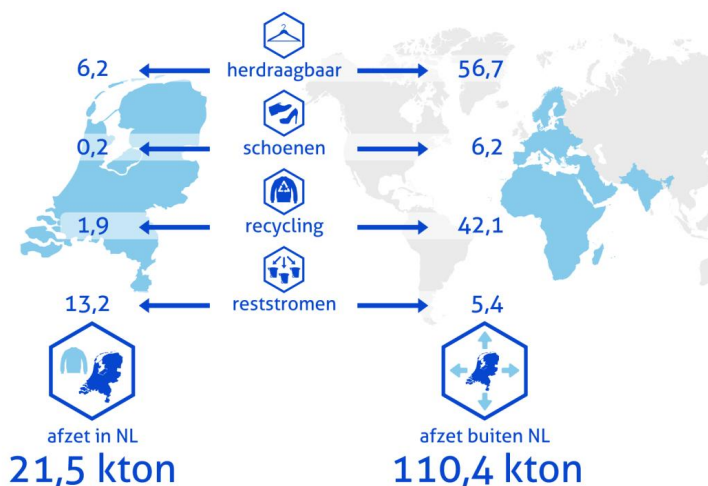 6,2 herdraagbaar 56,7
0,2 schoenen 6,2
1,9 recycling 42,1
13,2 reststromen 5,4
afzet in NL afzet buiten NL
21,5 kton 110,4 kton